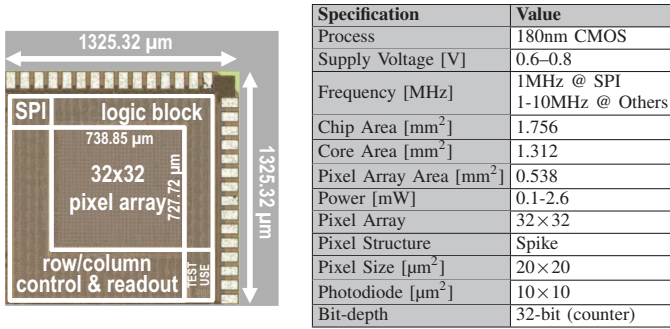 1325.32 µm
SPI
logic block
738.85 µm
32x32
pixel array
727.72 µm
1325.32 µm
row/column
control & readout
TEST
USE
Specification Value
Process 180nm CMOS
Supply Voltage [V] 0.6–0.8
Frequency [MHz] 1MHz @ SPI
1-10MHz @ Others
Chip Area [mm²] 1.756
Core Area [mm²] 1.312
Pixel Array Area [mm²] 0.538
Power [mW] 0.1-2.6
Pixel Array 32×32
Pixel Structure Spike
Pixel Size [µm²] 20×20
Photodiode [µm²] 10×10
Bit-depth 32-bit (counter)